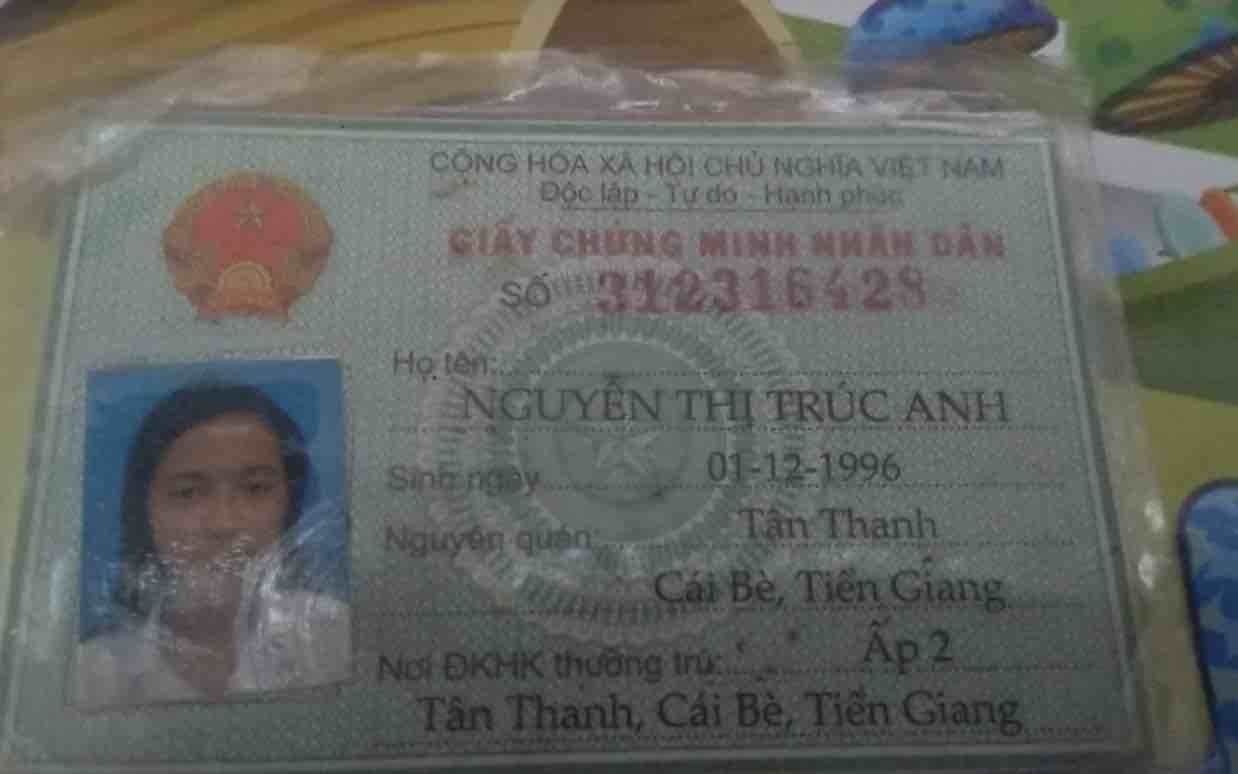 CỘNG HÒA XÃ HỘI CHỦ NGHĨA VIỆT NAM
Độc lập - Tự do - Hạnh phúc
GIẤY CHỨNG MINH NHÂN DÂN
SỐ 312316428
Họ tên:
NGUYỄN THỊ TRÚC ANH
Sinh ngày 01-12-1996
Nguyên quán: Tân Thanh
Cái Bè, Tiền Giang
Nơi ĐKHK thường trú: Ấp 2
Tân Thanh, Cái Bè, Tiền Giang